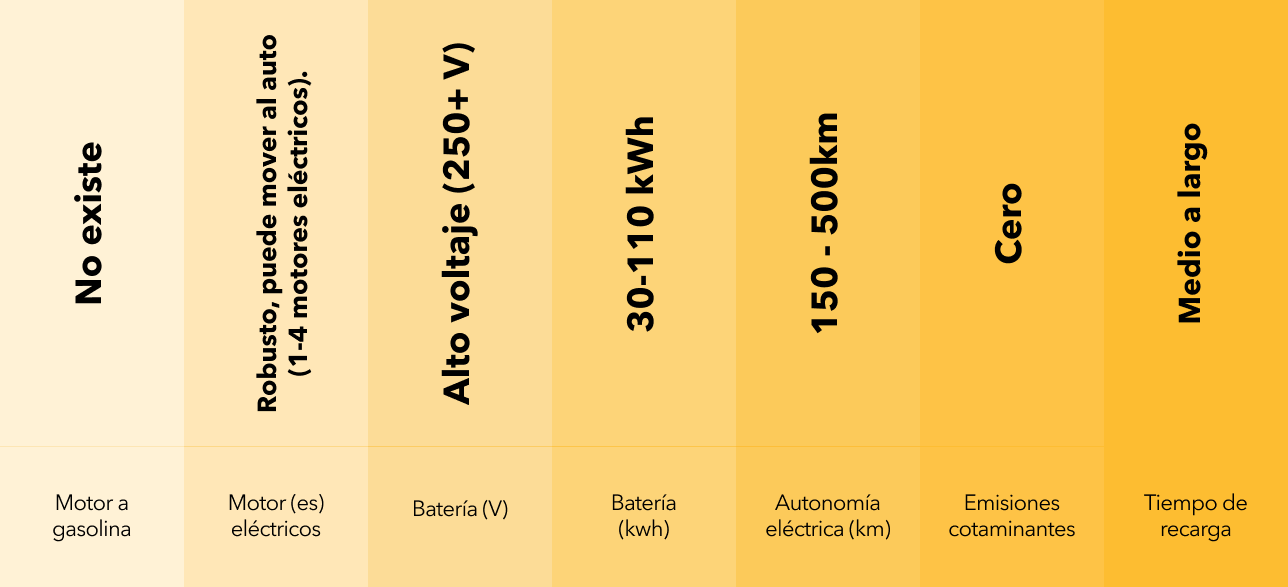 No existe
Robusto, puede mover al auto
(1-4 motores eléctricos).
Alto voltaje (250+ V)
30-110 kWh
150 - 500km
Cero
Medio a largo
Motor a
gasolina
Motor (es)
eléctricos
Batería (V)
Batería
(kwh)
Autonomía
eléctrica (km)
Emisiones
cotaminantes
Tiempo de
recarga